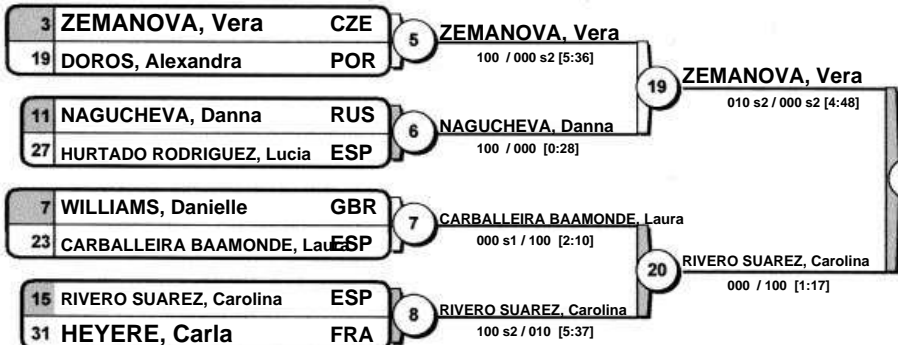 3 ZEMANOVA, Vera CZE
19 DOROS, Alexandra POR
5
ZEMANOVA, Vera
100 / 000 s2 [5:36]
11 NAGUCHEVA, Danna RUS
27 HURTADO RODRIGUEZ, Lucia ESP
6
NAGUCHEVA, Danna
100 / 000 [0:28]
19
ZEMANOVA, Vera
010 s2 / 000 s2 [4:48]
7 WILLIAMS, Danielle GBR
23 CARBALLEIRA BAAMONDE, Laura ESP
7
CARBALLEIRA BAAMONDE, Laura
000 s1 / 100 [2:10]
15 RIVERO SUAREZ, Carolina ESP
31 HEYERE, Carla FRA
8
RIVERO SUAREZ, Carolina
100 s2 / 010 [5:37]
20
RIVERO SUAREZ, Carolina
000 / 100 [1:17]